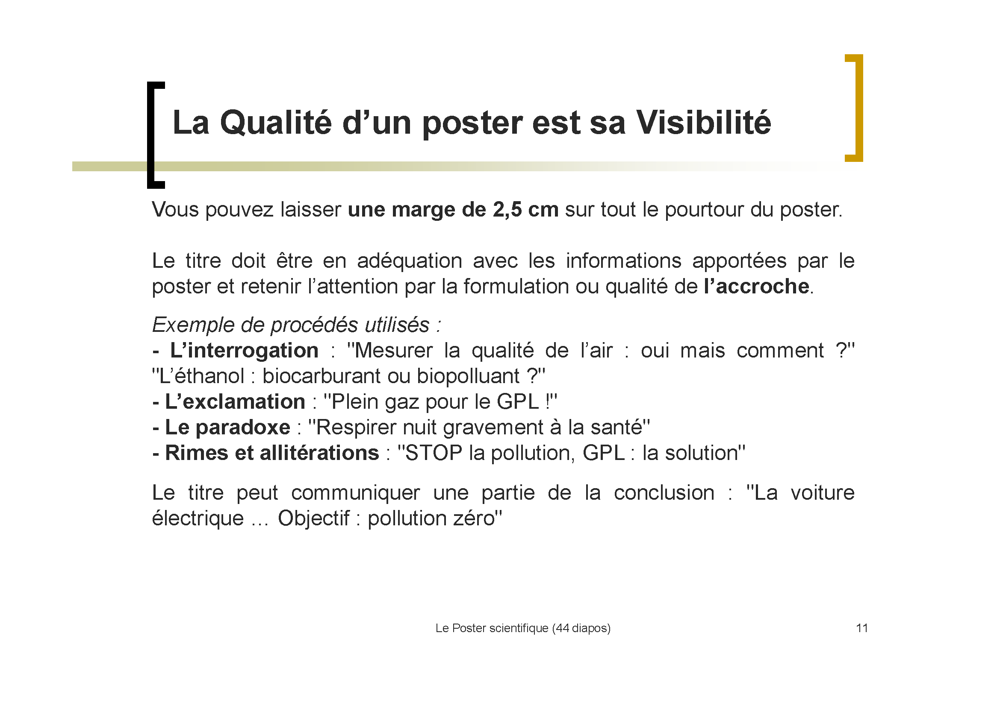 La Qualité d’un poster est sa Visibilité
Vous pouvez laisser une marge de 2,5 cm sur tout le pourtour du poster.
Le titre doit être en adéquation avec les informations apportées par le
poster et retenir l’attention par la formulation ou qualité de l’accroche.
Exemple de procédés utilisés :
- L’interrogation : "Mesurer la qualité de l’air : oui mais comment ?"
"L’éthanol : biocarburant ou biopolluant ?"
- L’exclamation : "Plein gaz pour le GPL !"
- Le paradoxe : "Respirer nuit gravement à la santé"
- Rimes et allitérations : "STOP la pollution, GPL : la solution"
Le titre peut communiquer une partie de la conclusion : "La voiture
électrique … Objectif : pollution zéro"
Le Poster scientifique (44 diapos)
11